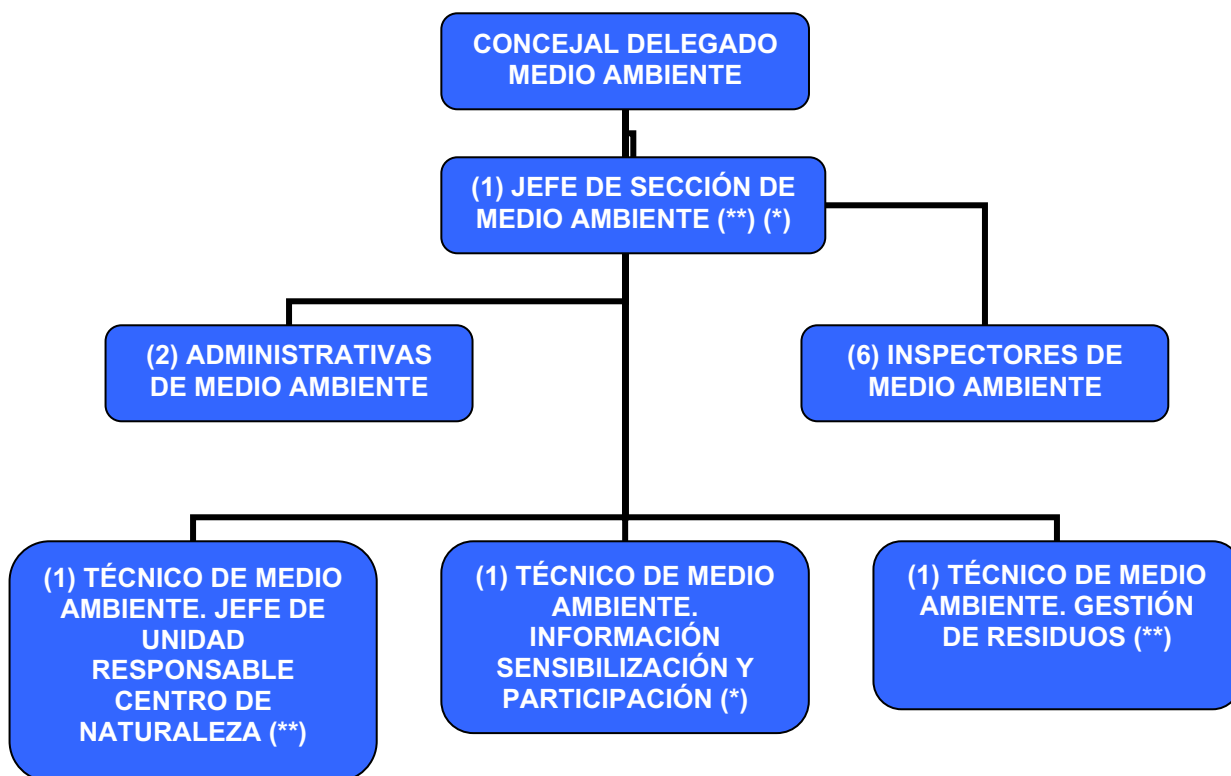 CONCEJAL DELEGADO
MEDIO AMBIENTE
(1) JEFE DE SECCIÓN DE
MEDIO AMBIENTE (**) (*)
(2) ADMINISTRATIVAS
DE MEDIO AMBIENTE
(6) INSPECTORES DE
MEDIO AMBIENTE
(1) TÉCNICO DE MEDIO
AMBIENTE. JEFE DE
UNIDAD
RESPONSABLE
CENTRO DE
NATURALEZA (**)
(1) TÉCNICO DE MEDIO
AMBIENTE.
INFORMACIÓN
SENSIBILIZACIÓN Y
PARTICIPACIÓN (*)
(1) TÉCNICO DE MEDIO
AMBIENTE. GESTIÓN
DE RESIDUOS (**)